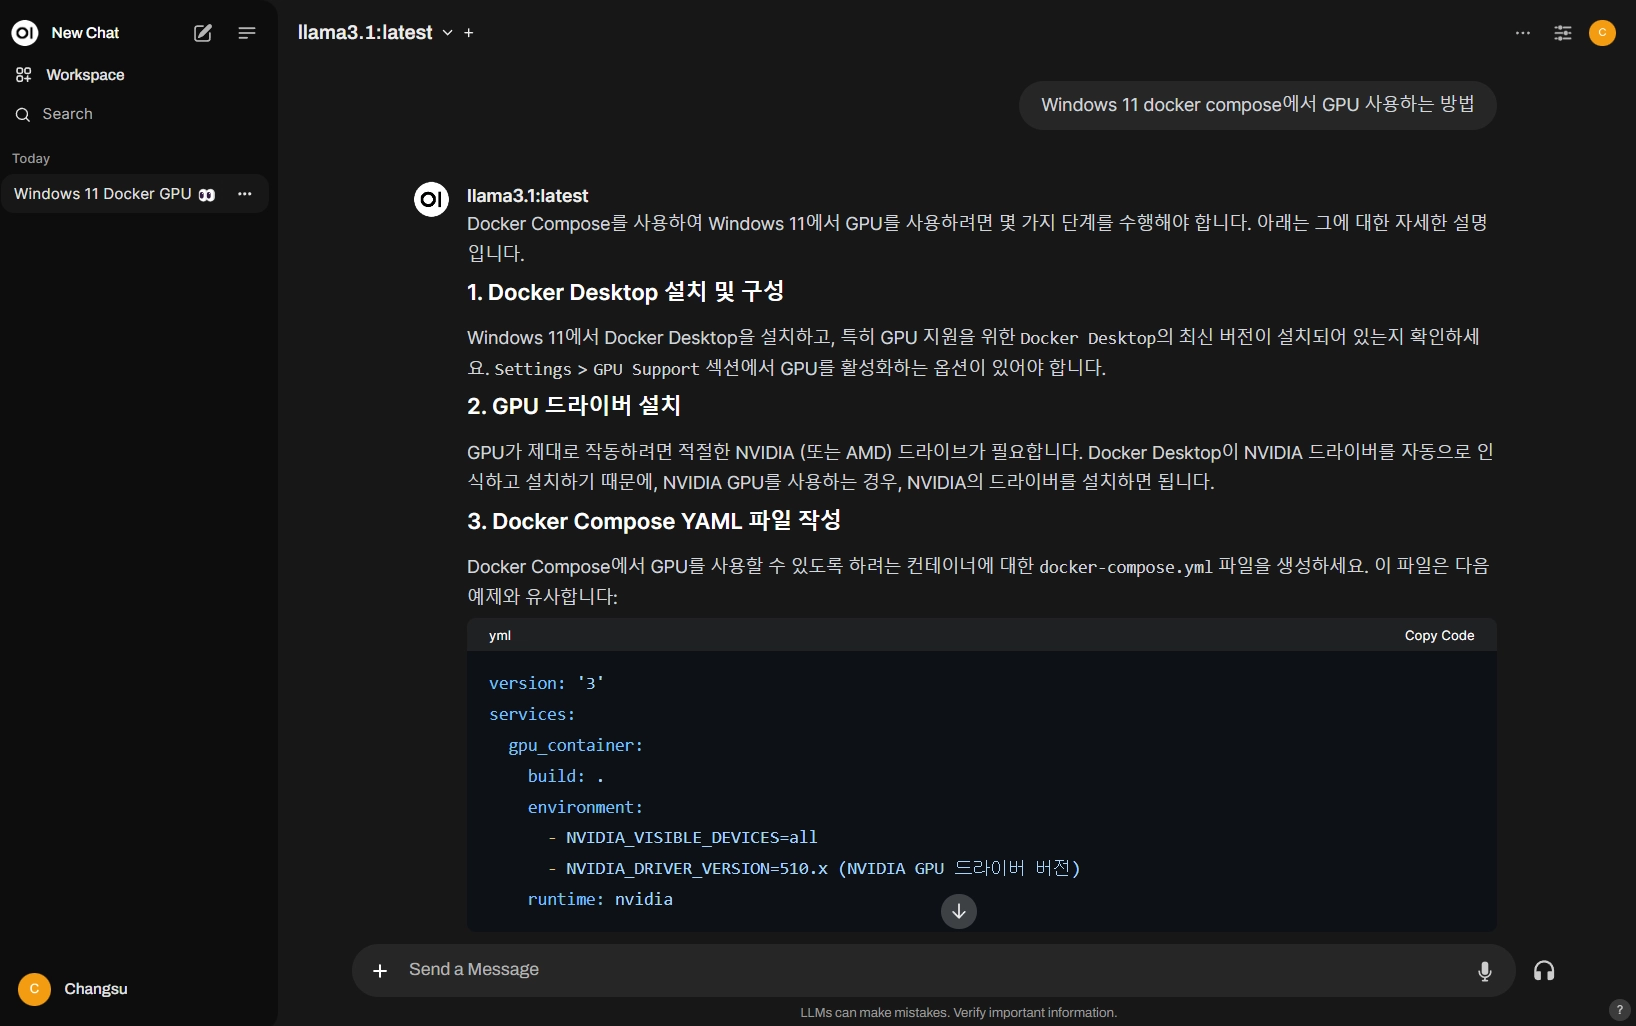 OI New Chat
Workspace
Search
Today
Windows 11 Docker GPU 👀 ...
C Changsu
llama3.1:latest +
... C
Windows 11 docker compose에서 GPU 사용하는 방법
OI llama3.1:latest
Docker Compose를 사용하여 Windows 11에서 GPU를 사용하려면 몇 가지 단계를 수행해야 합니다. 아래는 그에 대한 자세한 설명
입니다.
1. Docker Desktop 설치 및 구성
Windows 11에서 Docker Desktop을 설치하고, 특히 GPU 지원을 위한 Docker Desktop의 최신 버전이 설치되어 있는지 확인하세
요. Settings > GPU Support 섹션에서 GPU를 활성화하는 옵션이 있어야 합니다.
2. GPU 드라이버 설치
GPU가 제대로 작동하려면 적절한 NVIDIA (또는 AMD) 드라이브가 필요합니다. Docker Desktop이 NVIDIA 드라이버를 자동으로 인
식하고 설치하기 때문에, NVIDIA GPU를 사용하는 경우, NVIDIA의 드라이버를 설치하면 됩니다.
3. Docker Compose YAML 파일 작성
Docker Compose에서 GPU를 사용할 수 있도록 하려는 컨테이너에 대한 docker-compose.yml 파일을 생성하세요. 이 파일은 다음
예제와 유사합니다:
yml Copy Code
version: '3'
services:
  gpu_container:
    build: .
    environment:
      - NVIDIA_VISIBLE_DEVICES=all
      - NVIDIA_DRIVER_VERSION=510.x (NVIDIA GPU 드라이버 버전)
    runtime: nvidia
+ Send a Message
LLMs can make mistakes. Verify important information.
?